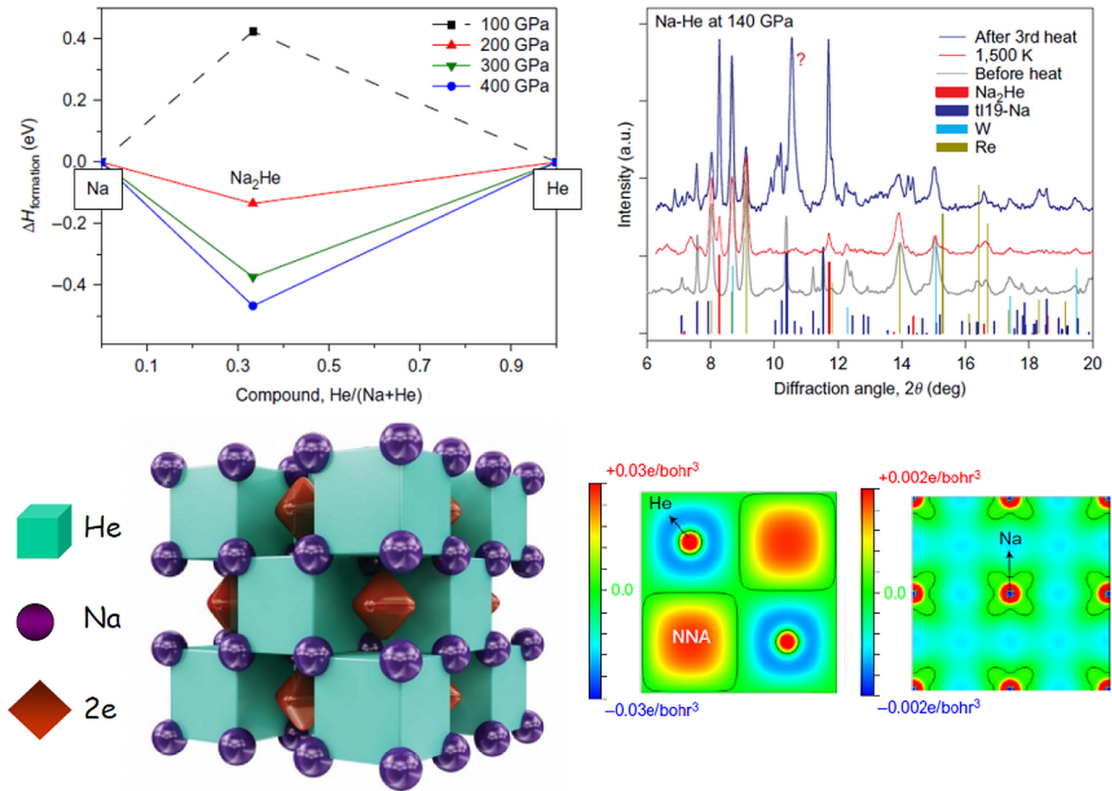 100 GPa
200 GPa
300 GPa
400 GPa
0.4
0.2
0.0
−0.2
−0.4
ΔH_formation (eV)
Na
Na₂He
He
0.1
0.3
0.5
0.7
0.9
Compound, He/(Na+He)
Na-He at 140 GPa
After 3rd heat
1,500 K
Before heat
Na₂He
tI19-Na
W
Re
?
Intensity (a.u.)
6
8
10
12
14
16
18
20
Diffraction angle, 2θ (deg)
He
Na
2e
+0.03e/bohr³
0.0
−0.03e/bohr³
He
NNA
+0.002e/bohr³
0.0
−0.002e/bohr³
Na